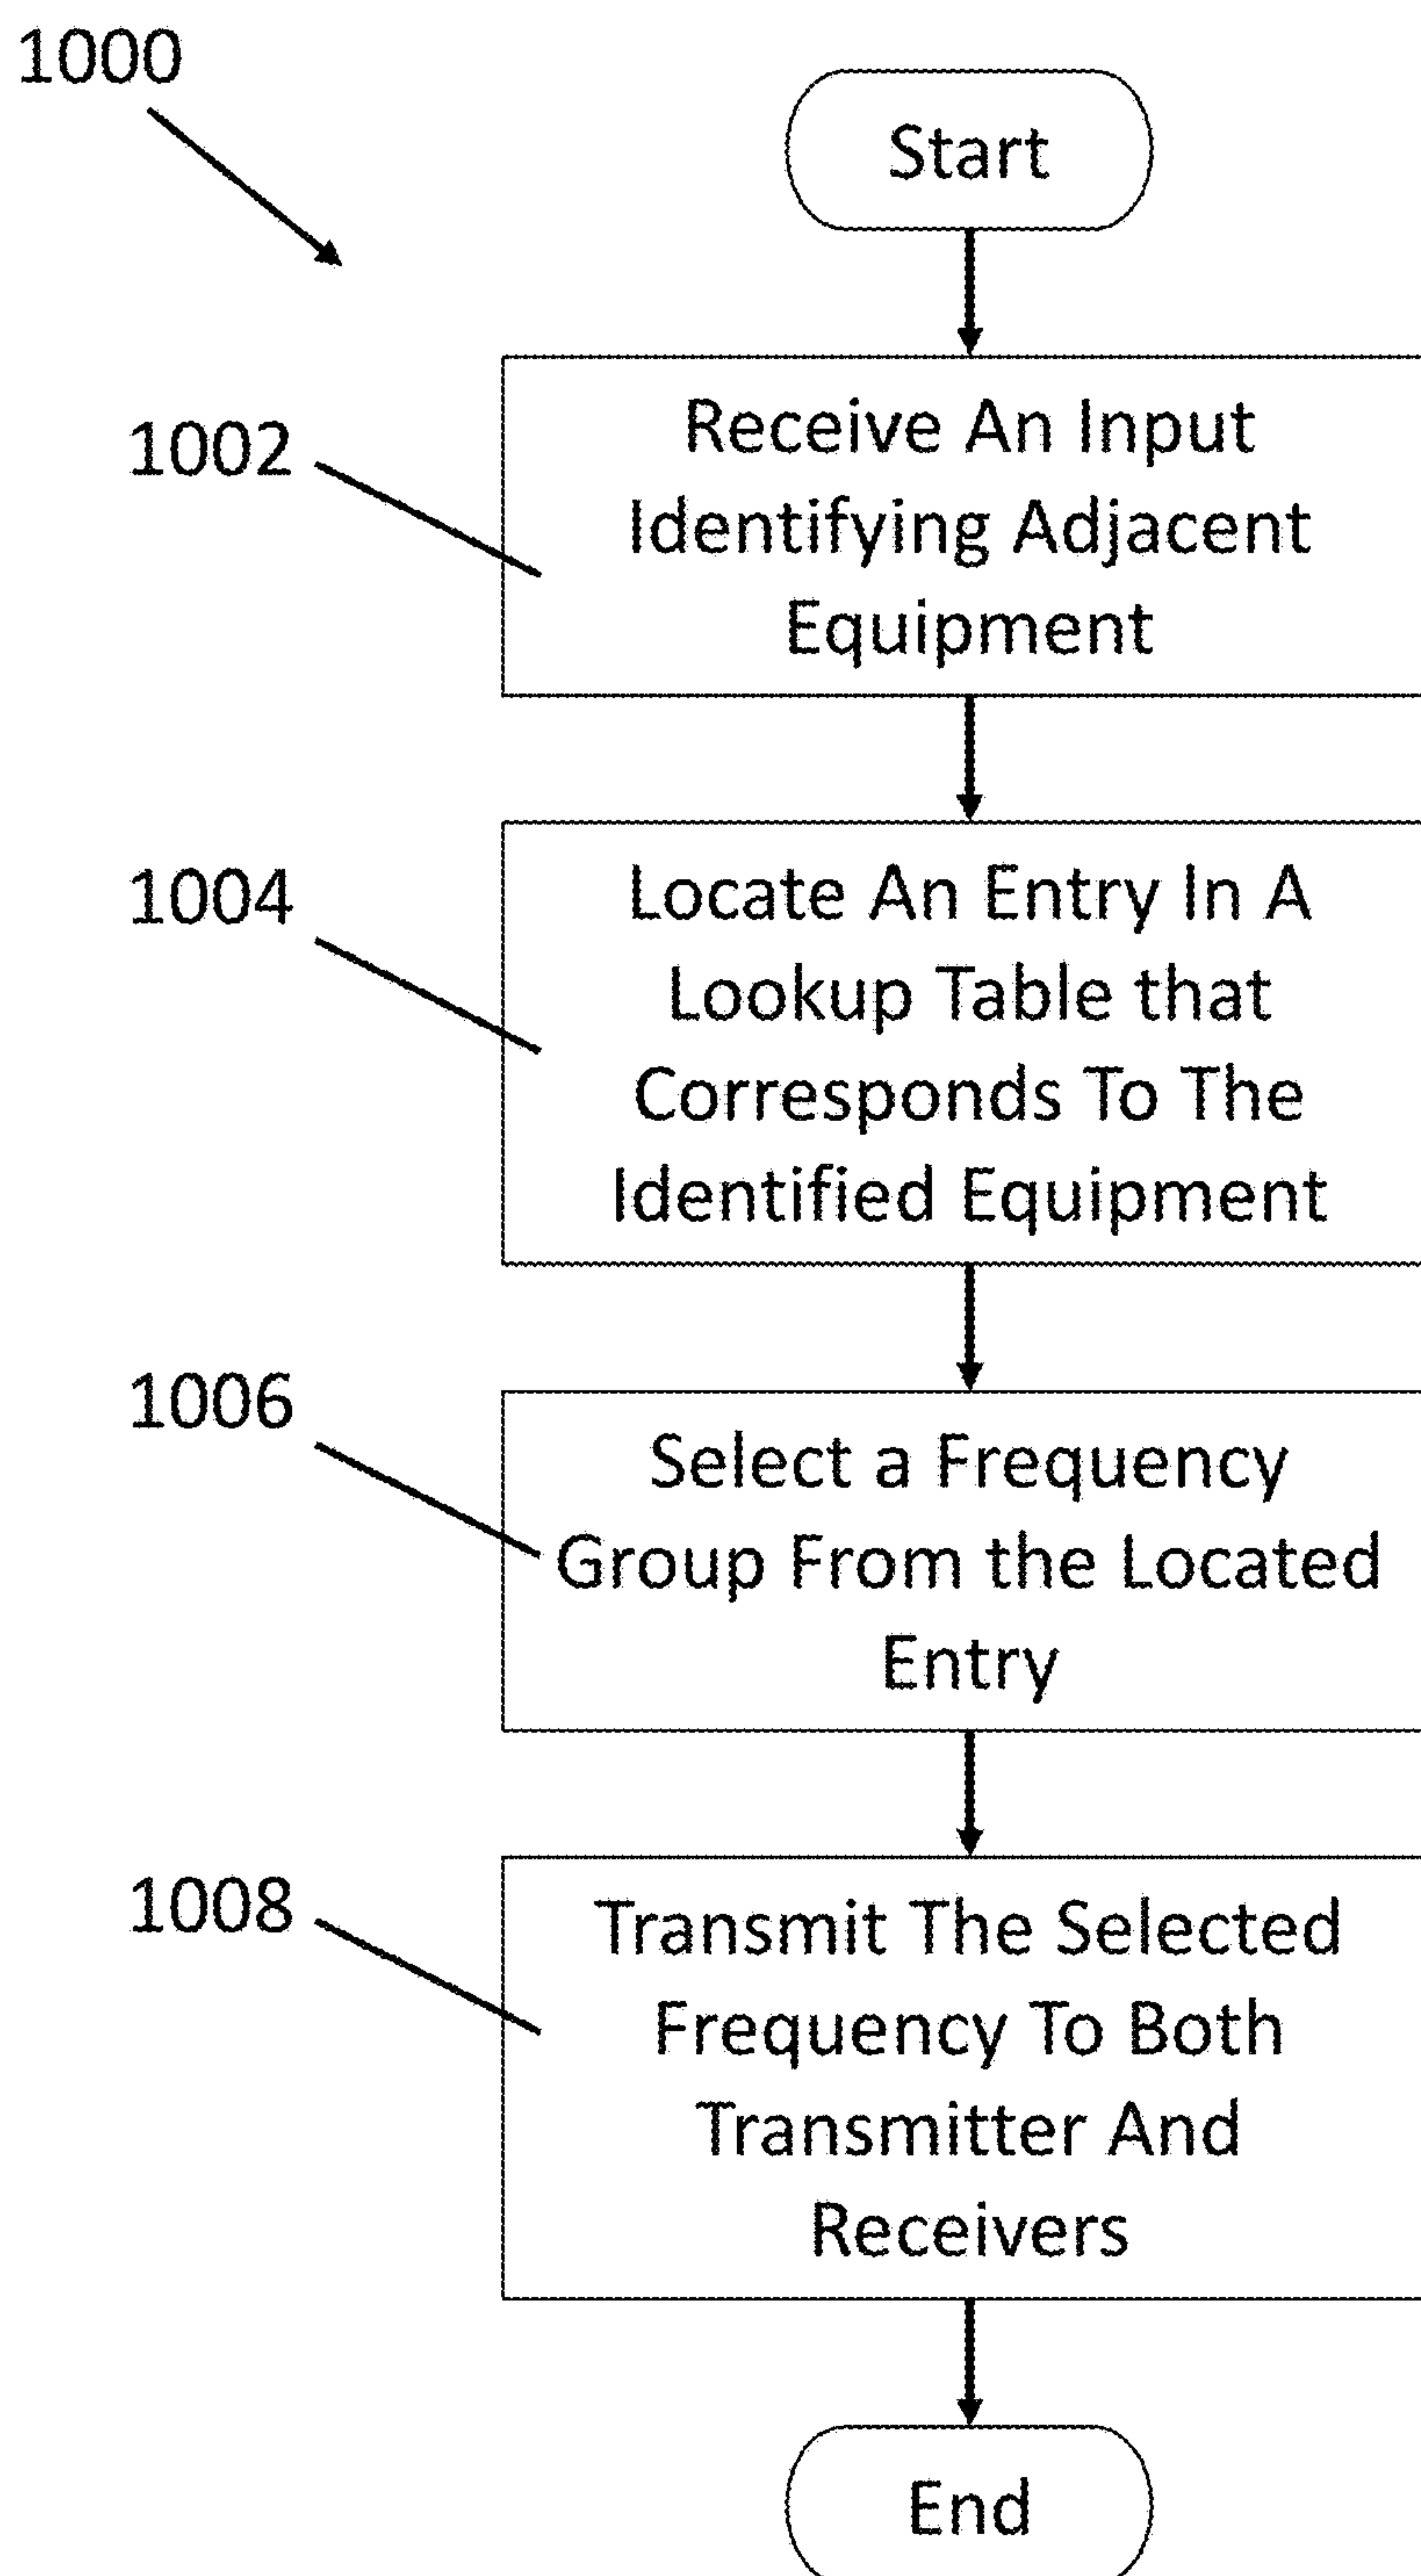 1000
Start
1002
Receive An Input
Identifying Adjacent
Equipment
1004
Locate An Entry In A
Lookup Table that
Corresponds To The
Identified Equipment
1006
Select a Frequency
Group From the Located
Entry
1008
Transmit The Selected
Frequency To Both
Transmitter And
Receivers
End